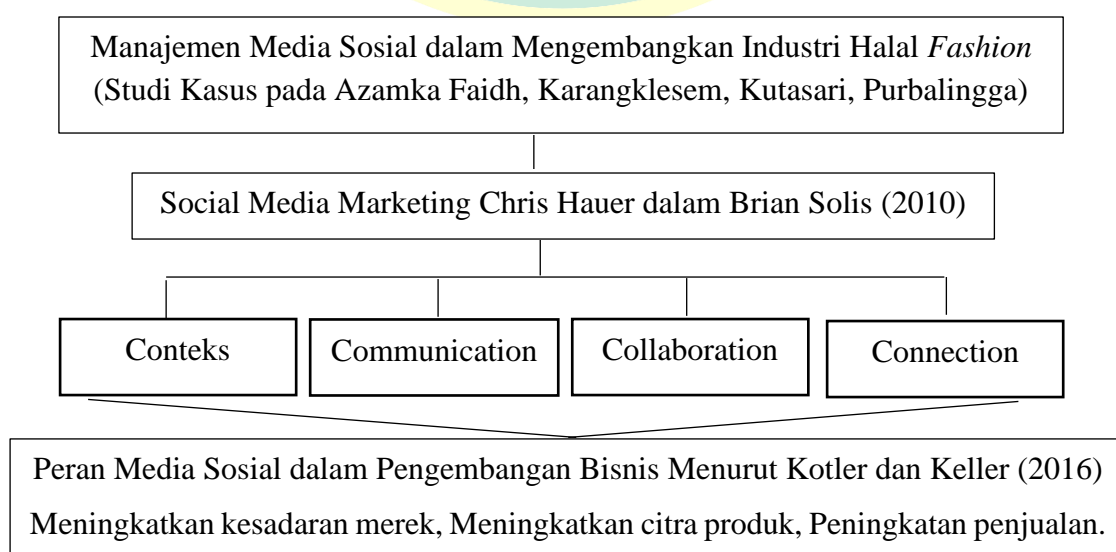 Manajemen Media Sosial dalam Mengembangkan Industri Halal Fashion
(Studi Kasus pada Azamka Faidh, Karangklesem, Kutasari, Purbalingga)
Social Media Marketing Chris Hauer dalam Brian Solis (2010)
Conteks
Communication
Collaboration
Connection
Peran Media Sosial dalam Pengembangan Bisnis Menurut Kotler dan Keller (2016)
Meningkatkan kesadaran merek, Meningkatkan citra produk, Peningkatan penjualan.